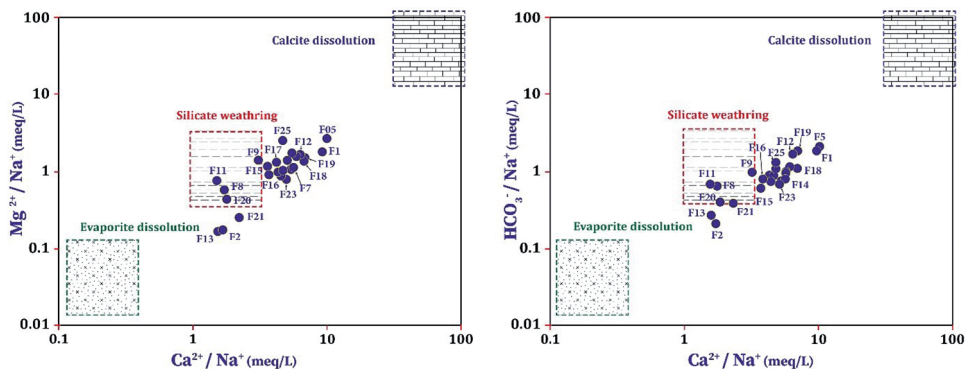 100
10
1
0.1
0.01
Mg ²⁺ / Na⁺ (meq/L)
Calcite dissolution
Silicate weathring
Evaporite dissolution
F25
F05
F17
F12
F1
F9
F15
F19
F18
F16
F7
F23
F11
F8
F20
F21
F13
F2
0.1
1
10
100
Ca²⁺ / Na⁺ (meq/L)
100
10
1
0.1
0.01
HCO₃⁻ / Na⁺ (meq/L)
Calcite dissolution
Silicate weathring
Evaporite dissolution
F19
F5
F12
F16
F25
F1
F9
F18
F11
F8
F14
F23
F20
F15
F21
F13
F2
0.1
1
10
100
Ca²⁺ / Na⁺ (meq/L)